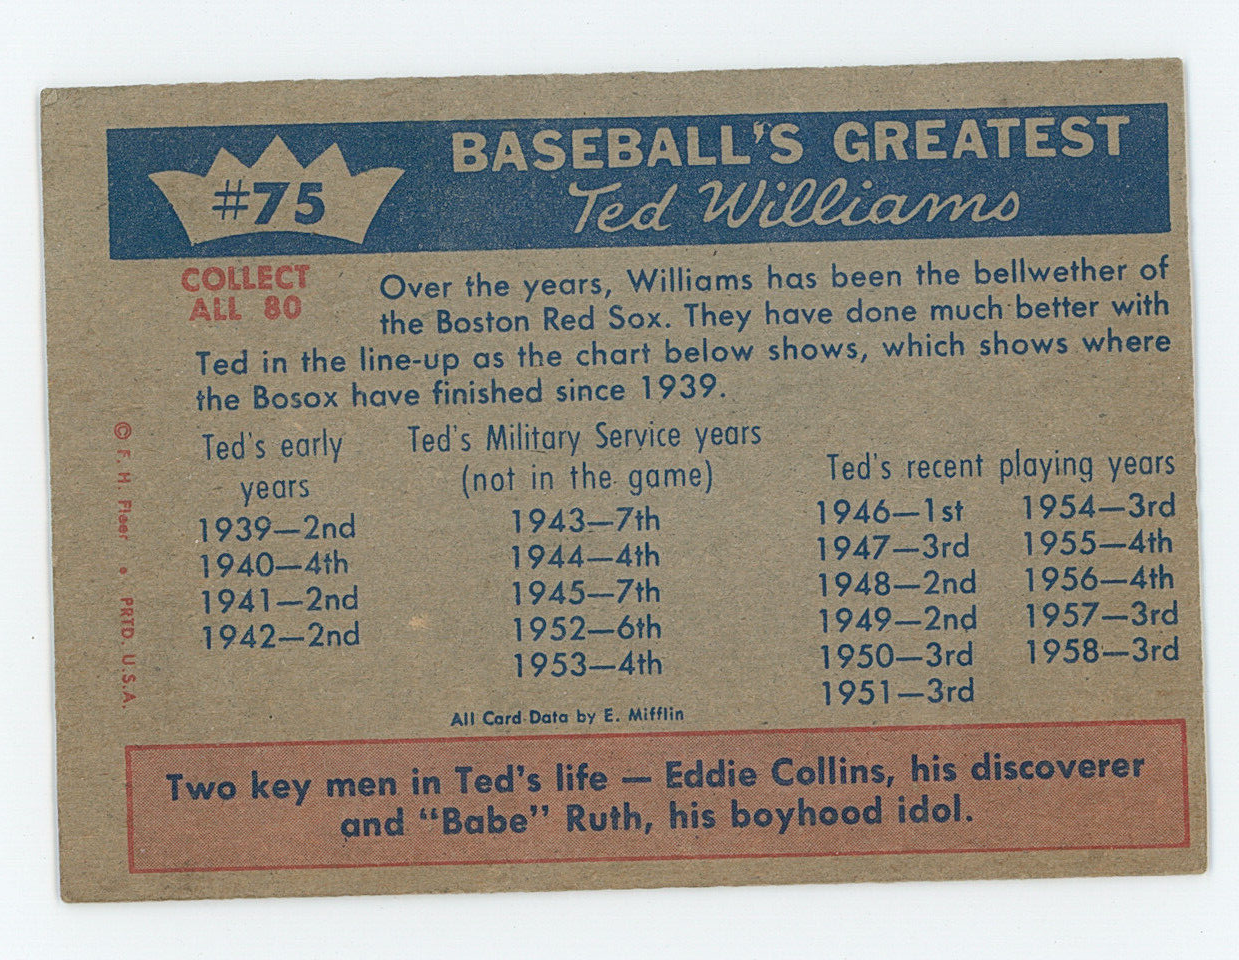 #75
BASEBALL'S GREATEST
Ted Williams
COLLECT
ALL 80
Over the years, Williams has been the bellwether of
the Boston Red Sox. They have done much better with
Ted in the line-up as the chart below shows, which shows where
the Bosox have finished since 1939.
Ted's early
years
1939—2nd
1940—4th
1941—2nd
1942—2nd
Ted's Military Service years
(not in the game)
1943—7th
1944—4th
1945—7th
1952—6th
1953—4th
Ted's recent playing years
1946—1st 1954—3rd
1947—3rd 1955—4th
1948—2nd 1956—4th
1949—2nd 1957—3rd
1950—3rd 1958—3rd
1951—3rd
All Card Data by E. Mifflin
© F. H. Fleer • PRTD. U.S.A.
Two key men in Ted's life — Eddie Collins, his discoverer
and "Babe" Ruth, his boyhood idol.